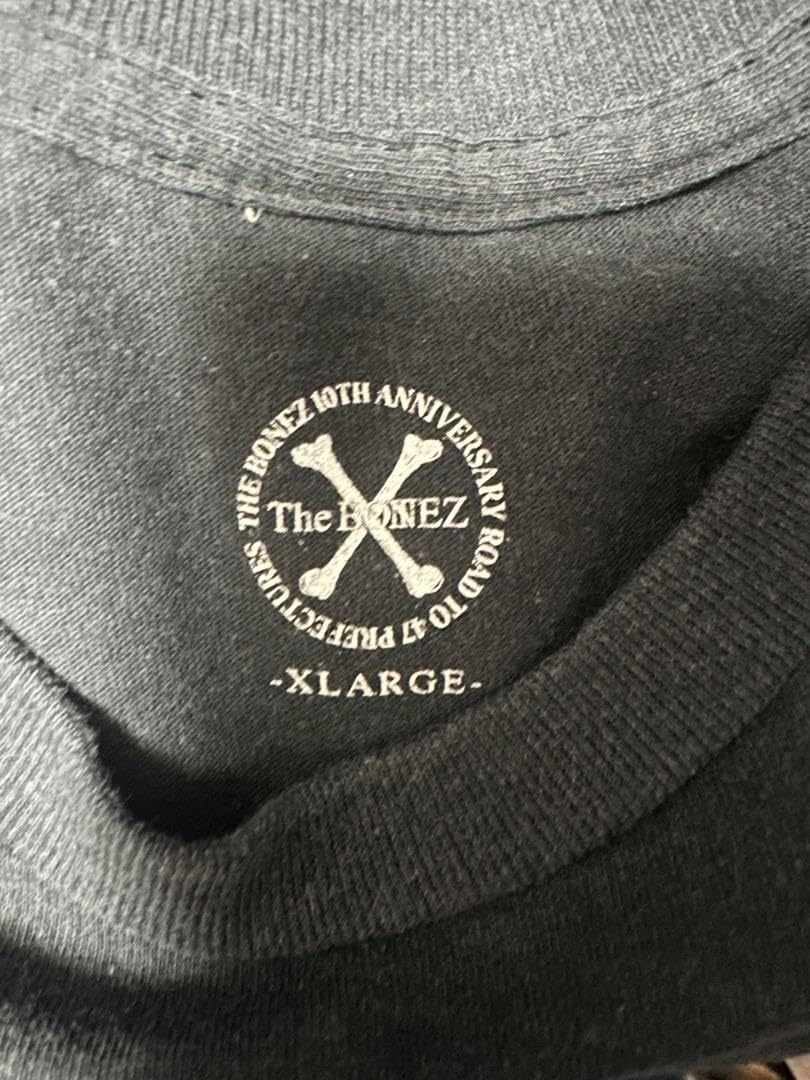 THE BONEZ 10TH ANNIVERSARY ROAD TO 47 PREFECTURES
The BONEZ
-XLARGE-